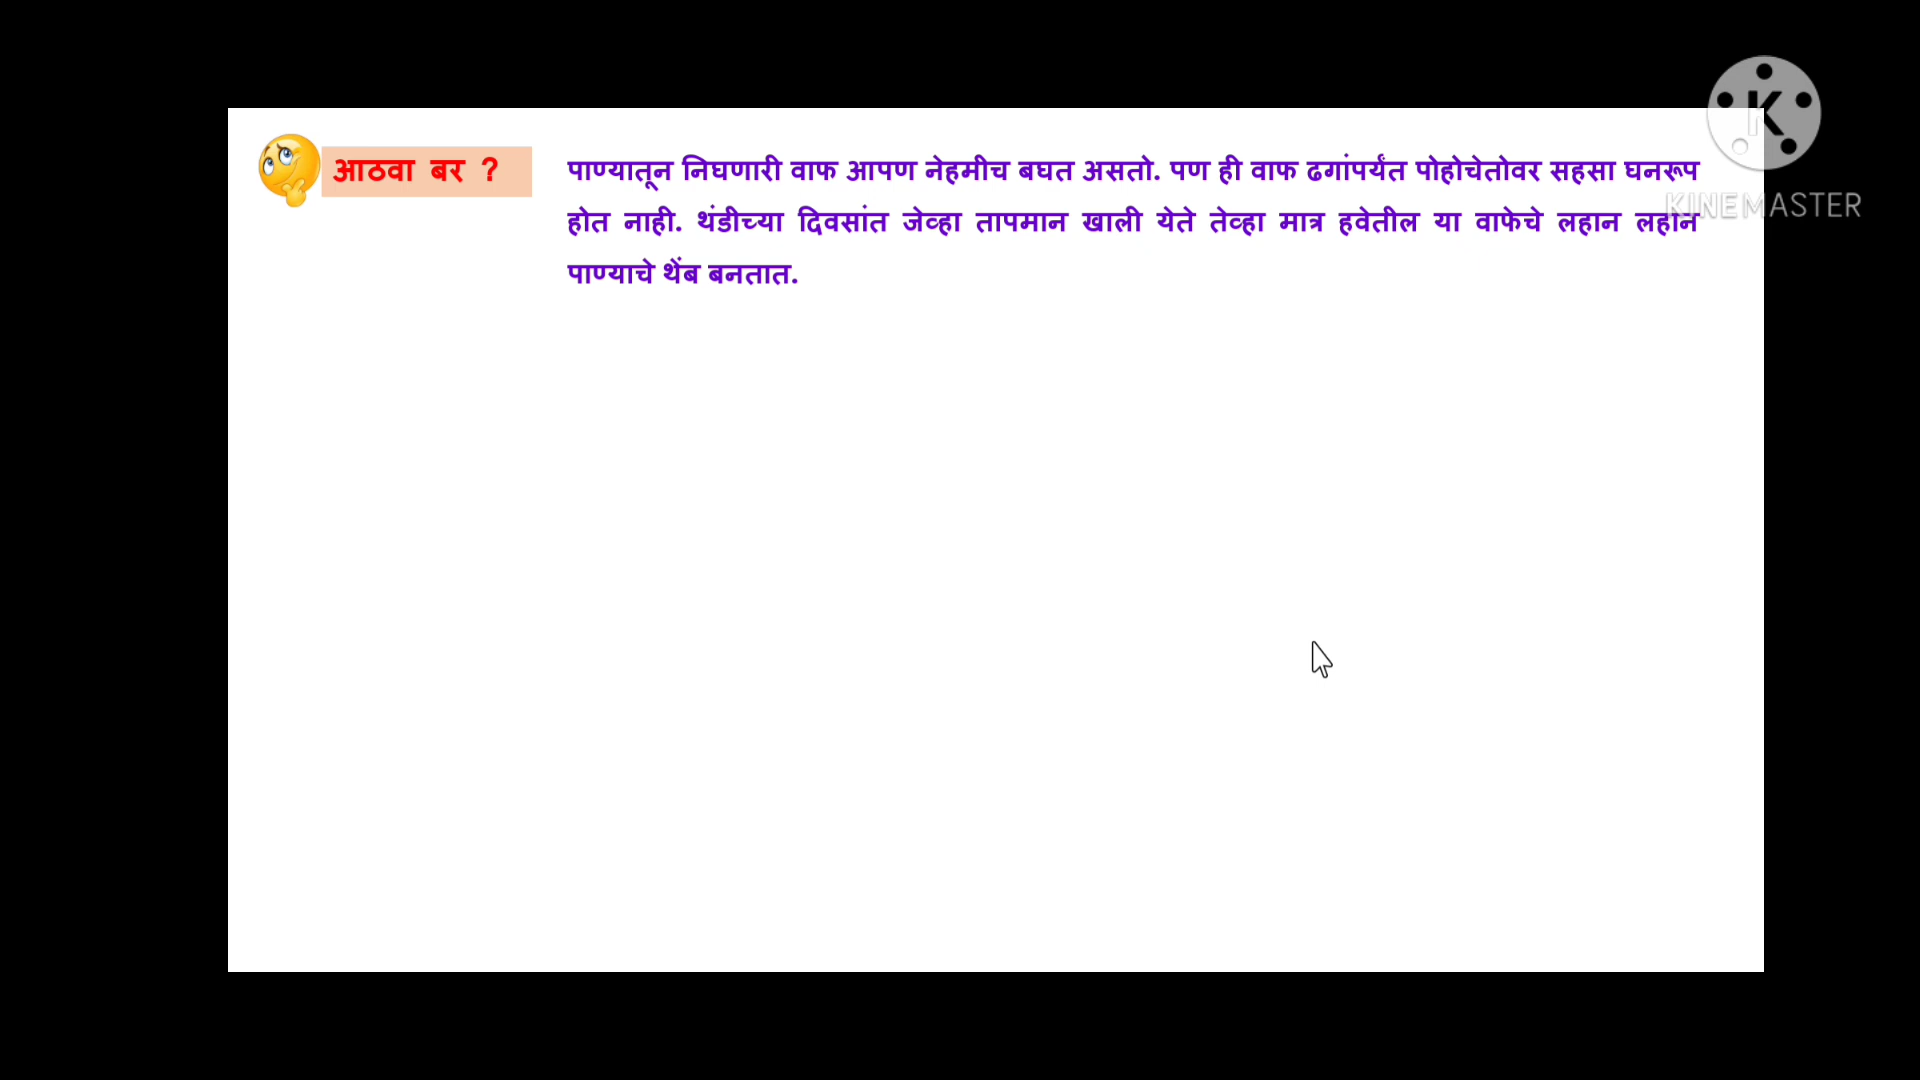 आठवा बर ?
पाण्यातून निघणारी वाफ आपण नेहमीच बघत असतो. पण ही वाफ ढगांपर्यंत पोहोचेतोवर सहसा घनरूप
होत नाही. थंडीच्या दिवसांत जेव्हा तापमान खाली येते तेव्हा मात्र हवेतील या वाफेचे लहान लहान
पाण्याचे थेंब बनतात.
K
KINEMASTER